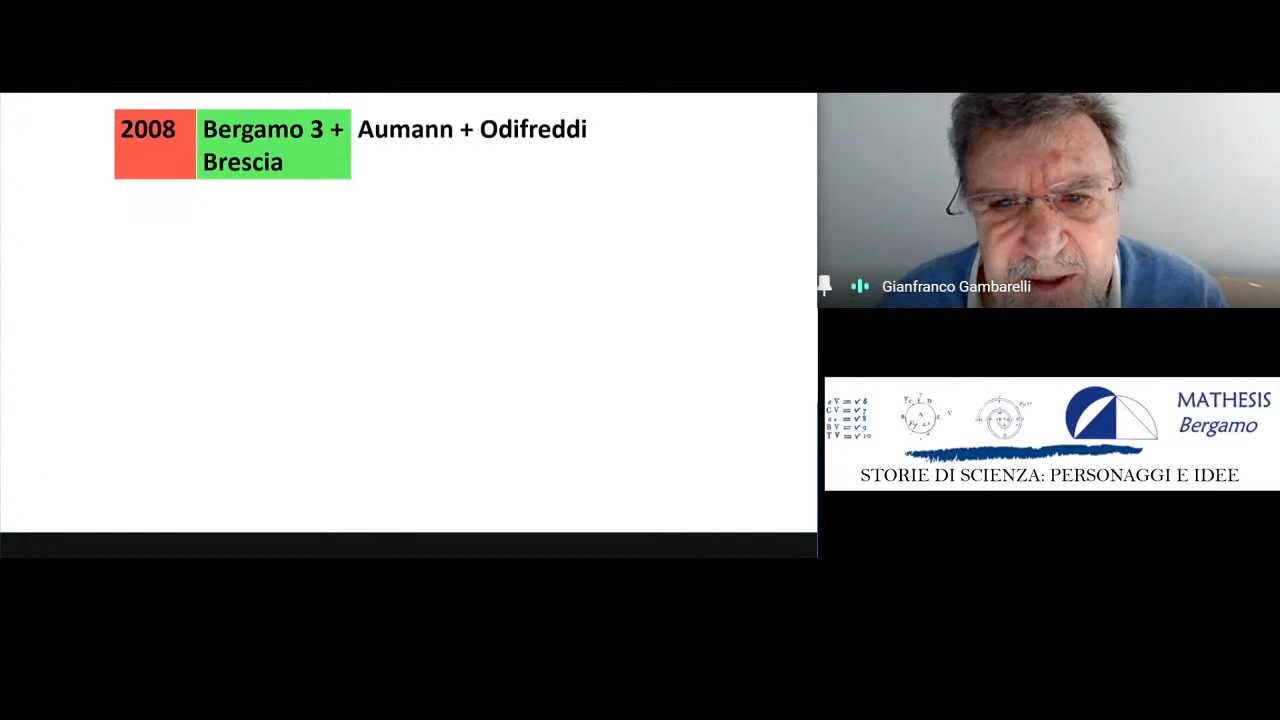 2008 Bergamo 3 + Aumann + Odifreddi
Brescia
Gianfranco Gambarelli
MATHESIS
Bergamo
STORIE DI SCIENZA: PERSONAGGI E IDEE